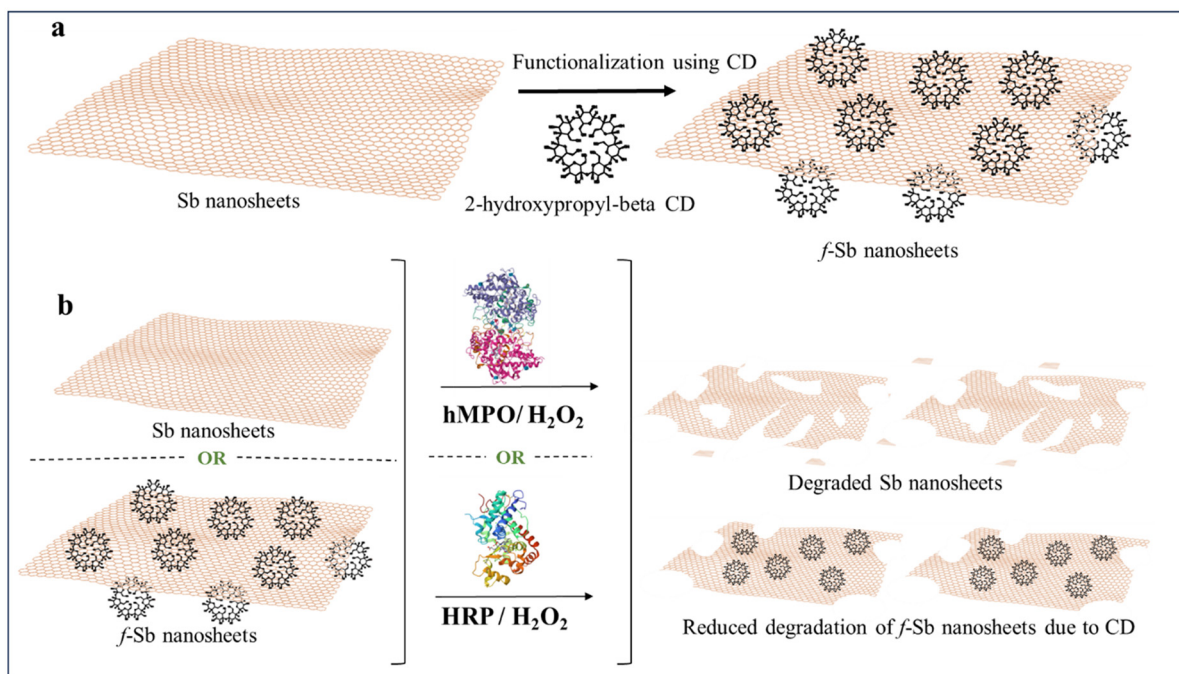 a
Functionalization using CD
Sb nanosheets
2-hydroxypropyl-beta CD
f-Sb nanosheets
b
Sb nanosheets
OR
f-Sb nanosheets
hMPO/ H₂O₂
OR
HRP / H₂O₂
Degraded Sb nanosheets
Reduced degradation of f-Sb nanosheets due to CD